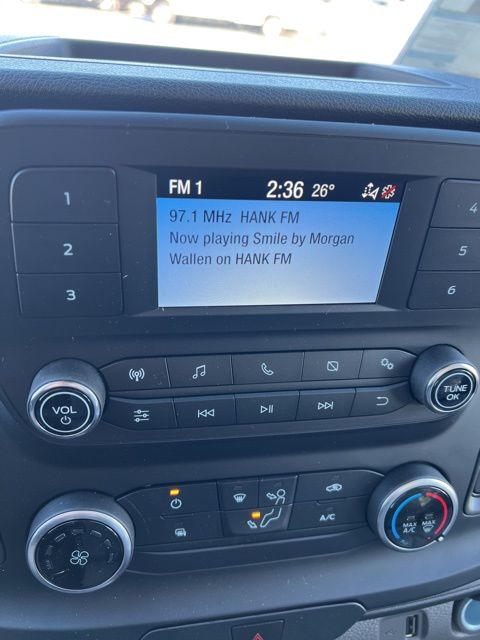 FM 1 2:36 26°
97.1 MHz HANK FM
Now playing Smile by Morgan
Wallen on HANK FM
1
2
3
4
5
6
VOL
TUNE
OK
A/C
MAX
A/C
MAX